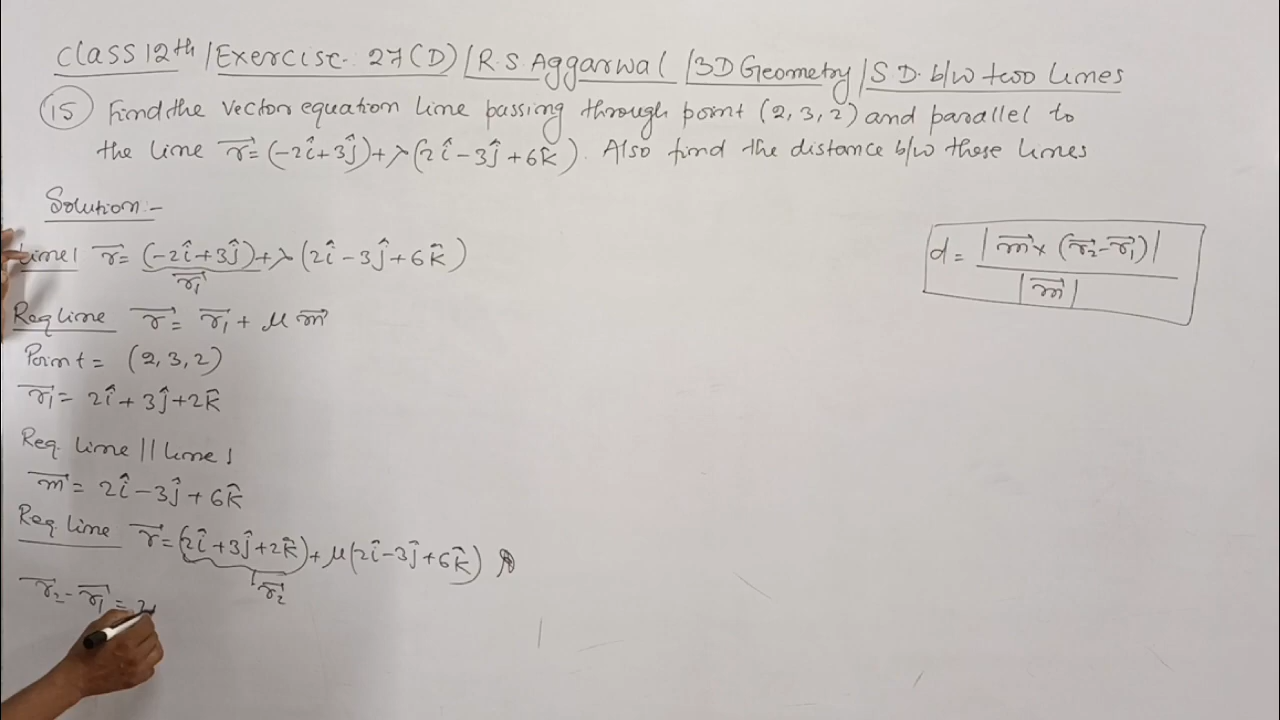 Class 12th / Exercise. 27(D) / R.S. Aggarwal / 3D Geometry / S.D. b/w two lines
15 Find the vector equation line passing through point (2, 3, 2) and parallel to
the line r⃗ = (-2î+3ĵ)+λ(2î-3ĵ+6k̂). Also find the distance b/w these lines
Solution:-
Line 1 r⃗ = (-2î+3ĵ)+λ(2î-3ĵ+6k̂)
r⃗₁
d = |m⃗ × (r⃗₂-r⃗₁)| / |m⃗|
Req line r⃗ = r⃗₁ + μ m⃗
Point = (2, 3, 2)
r⃗₁ = 2î + 3ĵ + 2k̂
Req. line || line 1
m⃗ = 2î - 3ĵ + 6k̂
Req. line r⃗ = (2î+3ĵ+2k̂)+μ(2î-3ĵ+6k̂)
r⃗₂
r⃗₂ - r⃗₁ =